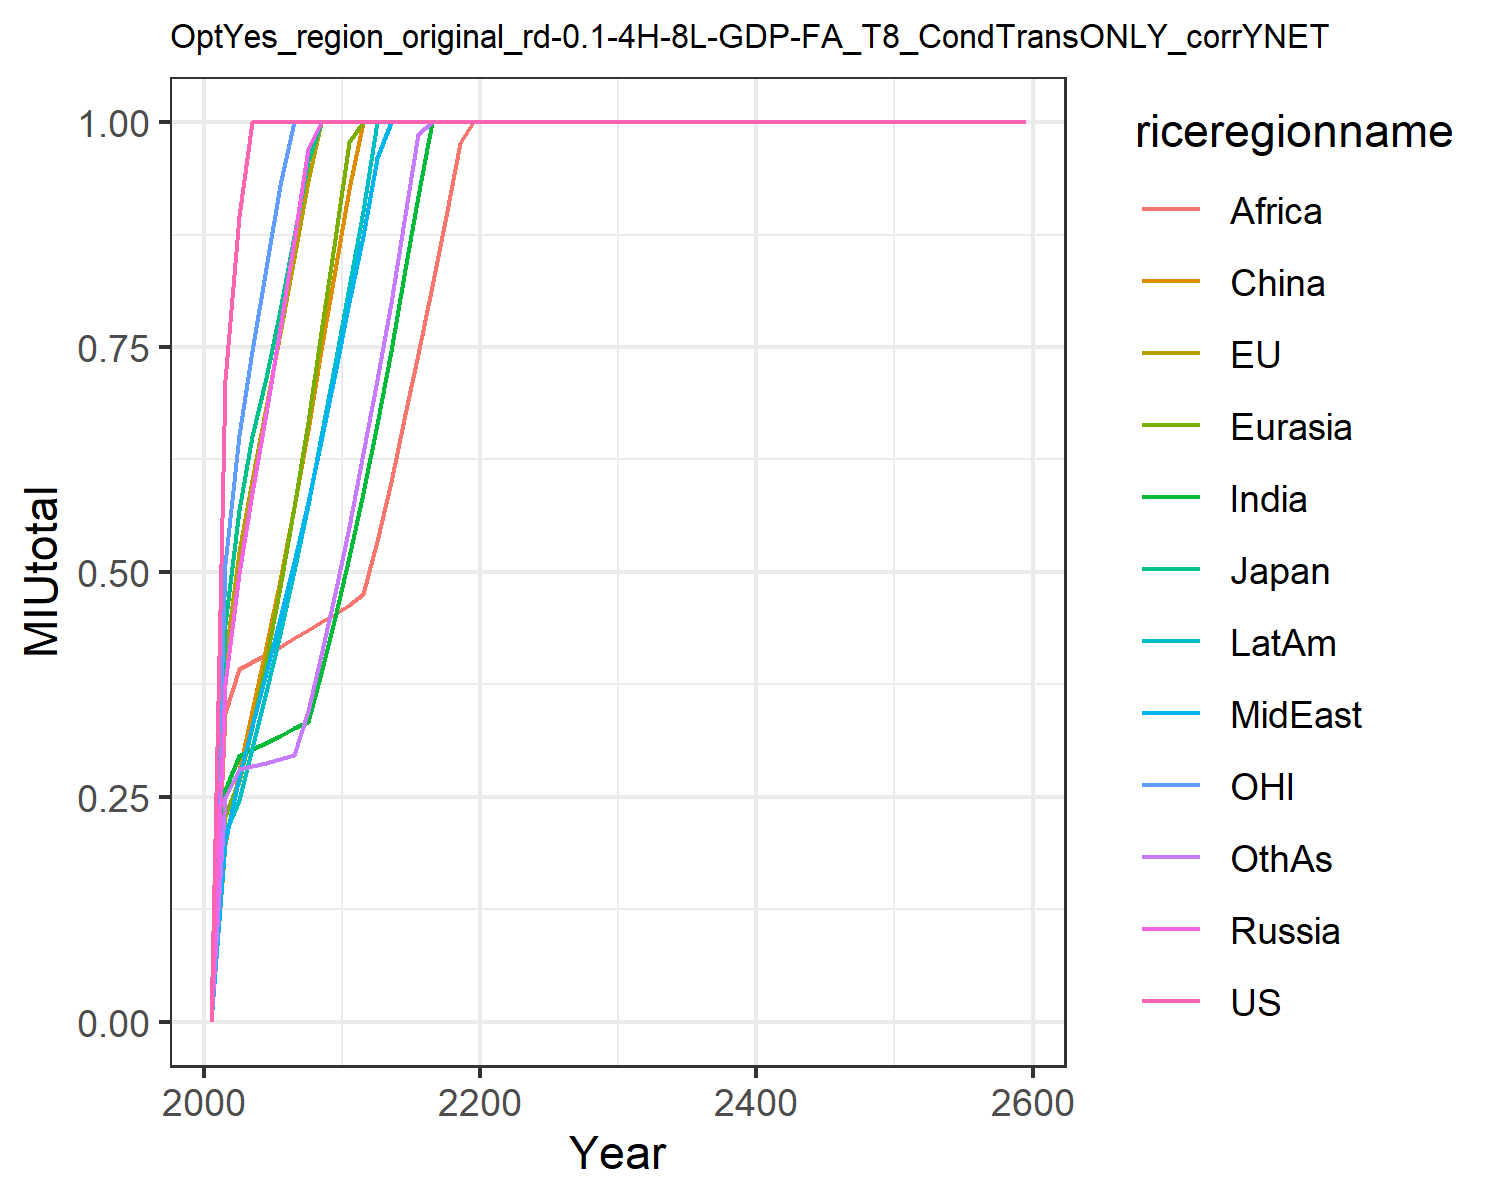 OptYes_region_original_rd-0.1-4H-8L-GDP-FA_T8_CondTransONLY_corrYNET
1.00
0.75
0.50
0.25
0.00
MIUtotal
2000
2200
2400
2600
Year
riceregionname
Africa
China
EU
Eurasia
India
Japan
LatAm
MidEast
OHI
OthAs
Russia
US